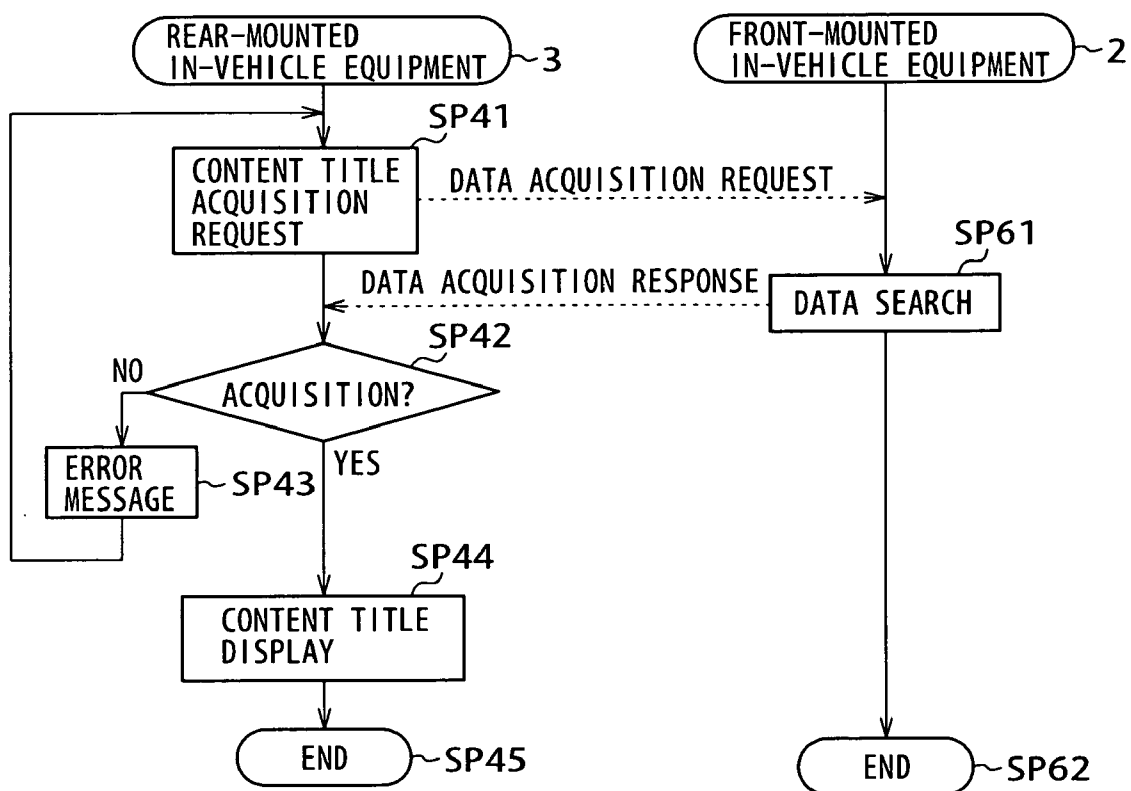 REAR-MOUNTED
IN-VEHICLE EQUIPMENT
3
FRONT-MOUNTED
IN-VEHICLE EQUIPMENT
2
SP41
CONTENT TITLE
ACQUISITION
REQUEST
DATA ACQUISITION REQUEST
SP61
DATA SEARCH
DATA ACQUISITION RESPONSE
SP42
ACQUISITION?
NO
YES
ERROR
MESSAGE
SP43
SP44
CONTENT TITLE
DISPLAY
END
SP45
END
SP62